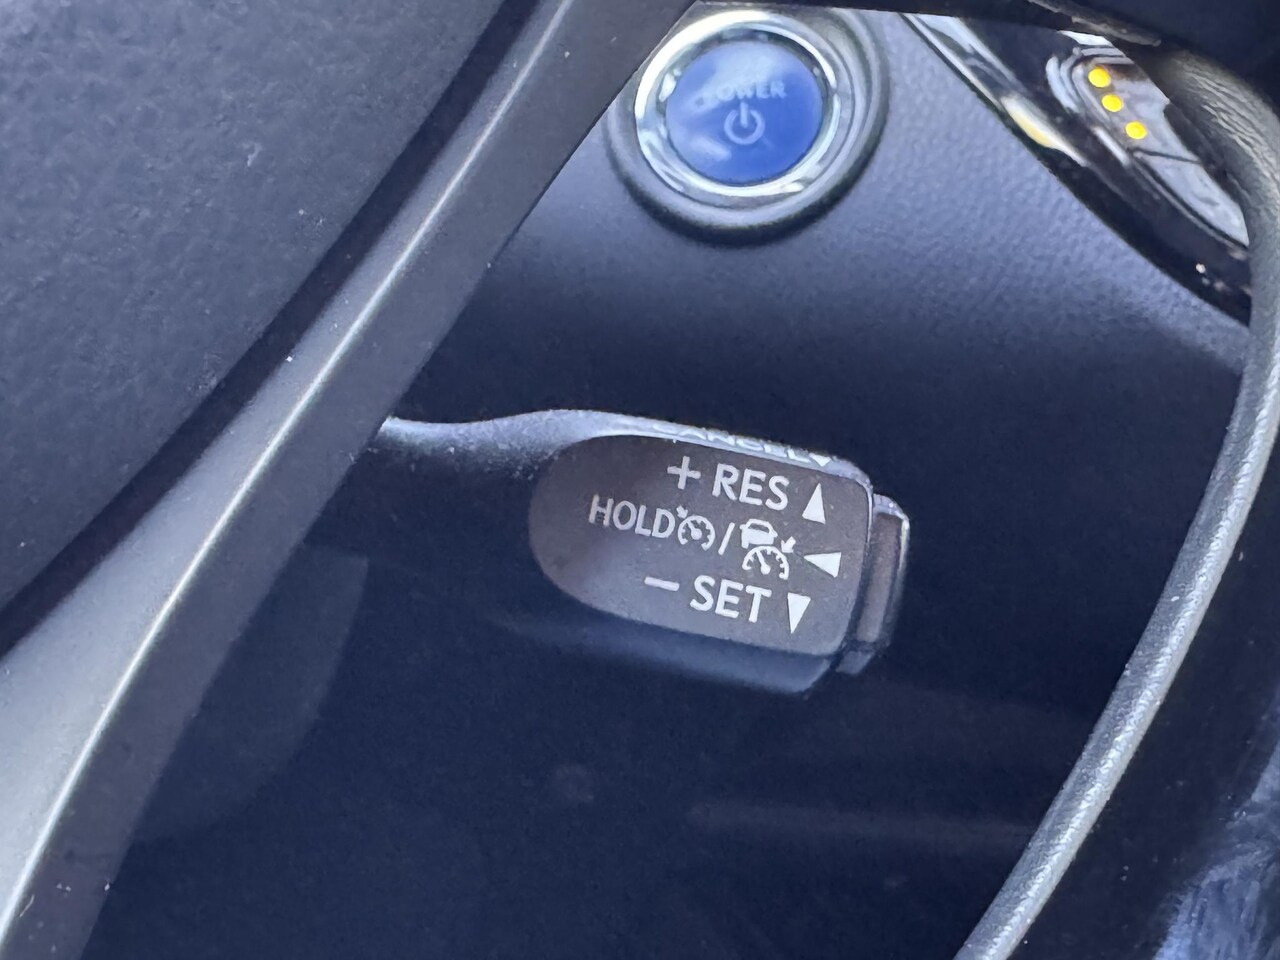 POWER
CANCEL
+ RES
HOLD /
- SET